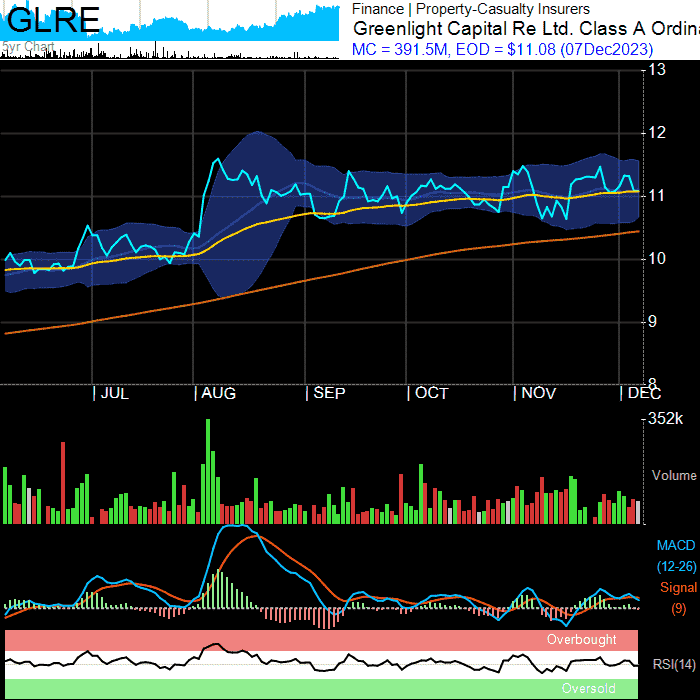 GLRE
5yr Chart
Finance | Property-Casualty Insurers
Greenlight Capital Re Ltd. Class A Ordina
MC = 391.5M, EOD = $11.08 (07Dec2023)
13
12
11
10
9
8
JUL AUG SEP OCT NOV DEC
352k
Volume
MACD
(12-26)
Signal
(9)
Overbought
RSI(14)
Oversold